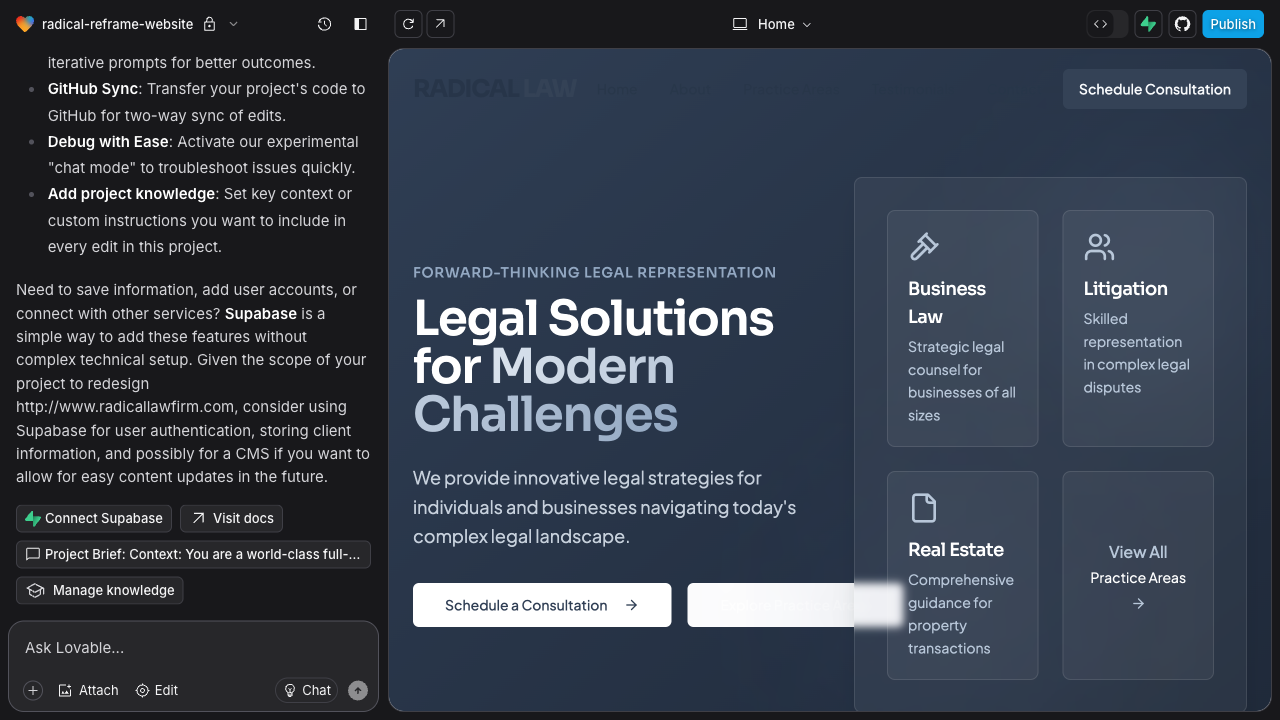 radical-reframe-website
Home
Publish
iterative prompts for better outcomes.
GitHub Sync: Transfer your project's code to
GitHub for two-way sync of edits.
Debug with Ease: Activate our experimental
"chat mode" to troubleshoot issues quickly.
Add project knowledge: Set key context or
custom instructions you want to include in
every edit in this project.
Need to save information, add user accounts, or
connect with other services? Supabase is a
simple way to add these features without
complex technical setup. Given the scope of your
project to redesign
http://www.radicallawfirm.com, consider using
Supabase for user authentication, storing client
information, and possibly for a CMS if you want to
allow for easy content updates in the future.
Connect Supabase
Visit docs
Project Brief: Context: You are a world-class full-...
Manage knowledge
Ask Lovable...
Attach
Edit
Chat
RADICAL LAW
Home
Schedule Consultation
FORWARD-THINKING LEGAL REPRESENTATION
Legal Solutions
for Modern
Challenges
We provide innovative legal strategies for
individuals and businesses navigating today's
complex legal landscape.
Schedule a Consultation
Business
Law
Strategic legal
counsel for
businesses of all
sizes
Litigation
Skilled
representation
in complex legal
disputes
Real Estate
Comprehensive
guidance for
property
transactions
View All
Practice Areas